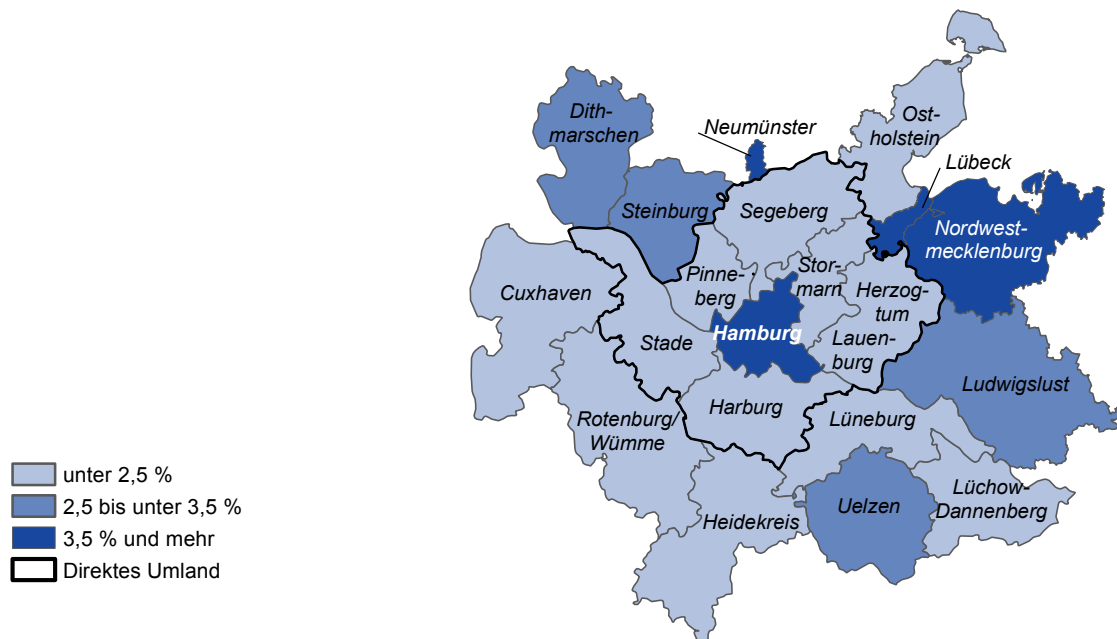 Dith-
marschen
Neumünster
Ost-
holstein
Lübeck
Steinburg
Segeberg
Nordwest-
mecklenburg
Pinne-
berg
Stor-
marn
Cuxhaven
Herzog-
tum
Lauen-
burg
Hamburg
Stade
Ludwigslust
Harburg
Rotenburg/
Wümme
Lüneburg
Lüchow-
Dannenberg
Uelzen
Heidekreis
unter 2,5 %
2,5 bis unter 3,5 %
3,5 % und mehr
Direktes Umland